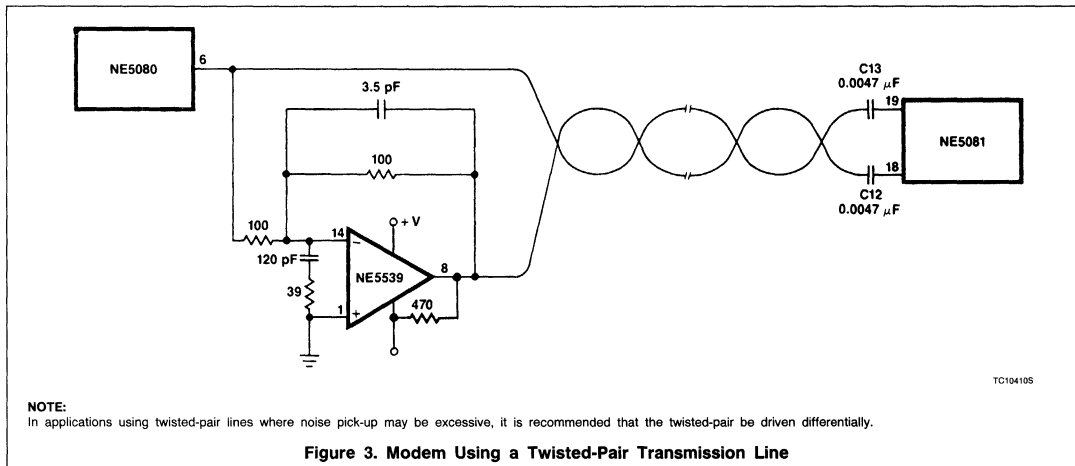 NE5080
6
3.5 pF
100
100
120 pF
39
14
−
1
+
NE5539
+ V
8
470
C13
0.0047 μF
19
NE5081
18
C12
0.0047 μF
TC10410S
NOTE:
In applications using twisted-pair lines where noise pick-up may be excessive, it is recommended that the twisted-pair be driven differentially.
Figure 3. Modem Using a Twisted-Pair Transmission Line